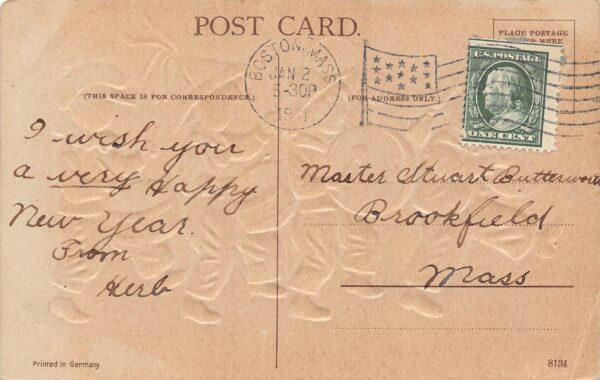 POST CARD.
PLACE POSTAGE
HERE
BOSTON, MASS
JAN 2
5-30P
U.S. POSTAGE
ONE CENT
(THIS SPACE IS FOR CORRESPONDENCE.)
(FOR ADDRESS ONLY.)
I wish you
a very Happy
New Year.
From
Herb
Master Stuart Butterworth
Brookfield
Mass
Printed in Germany.
8134